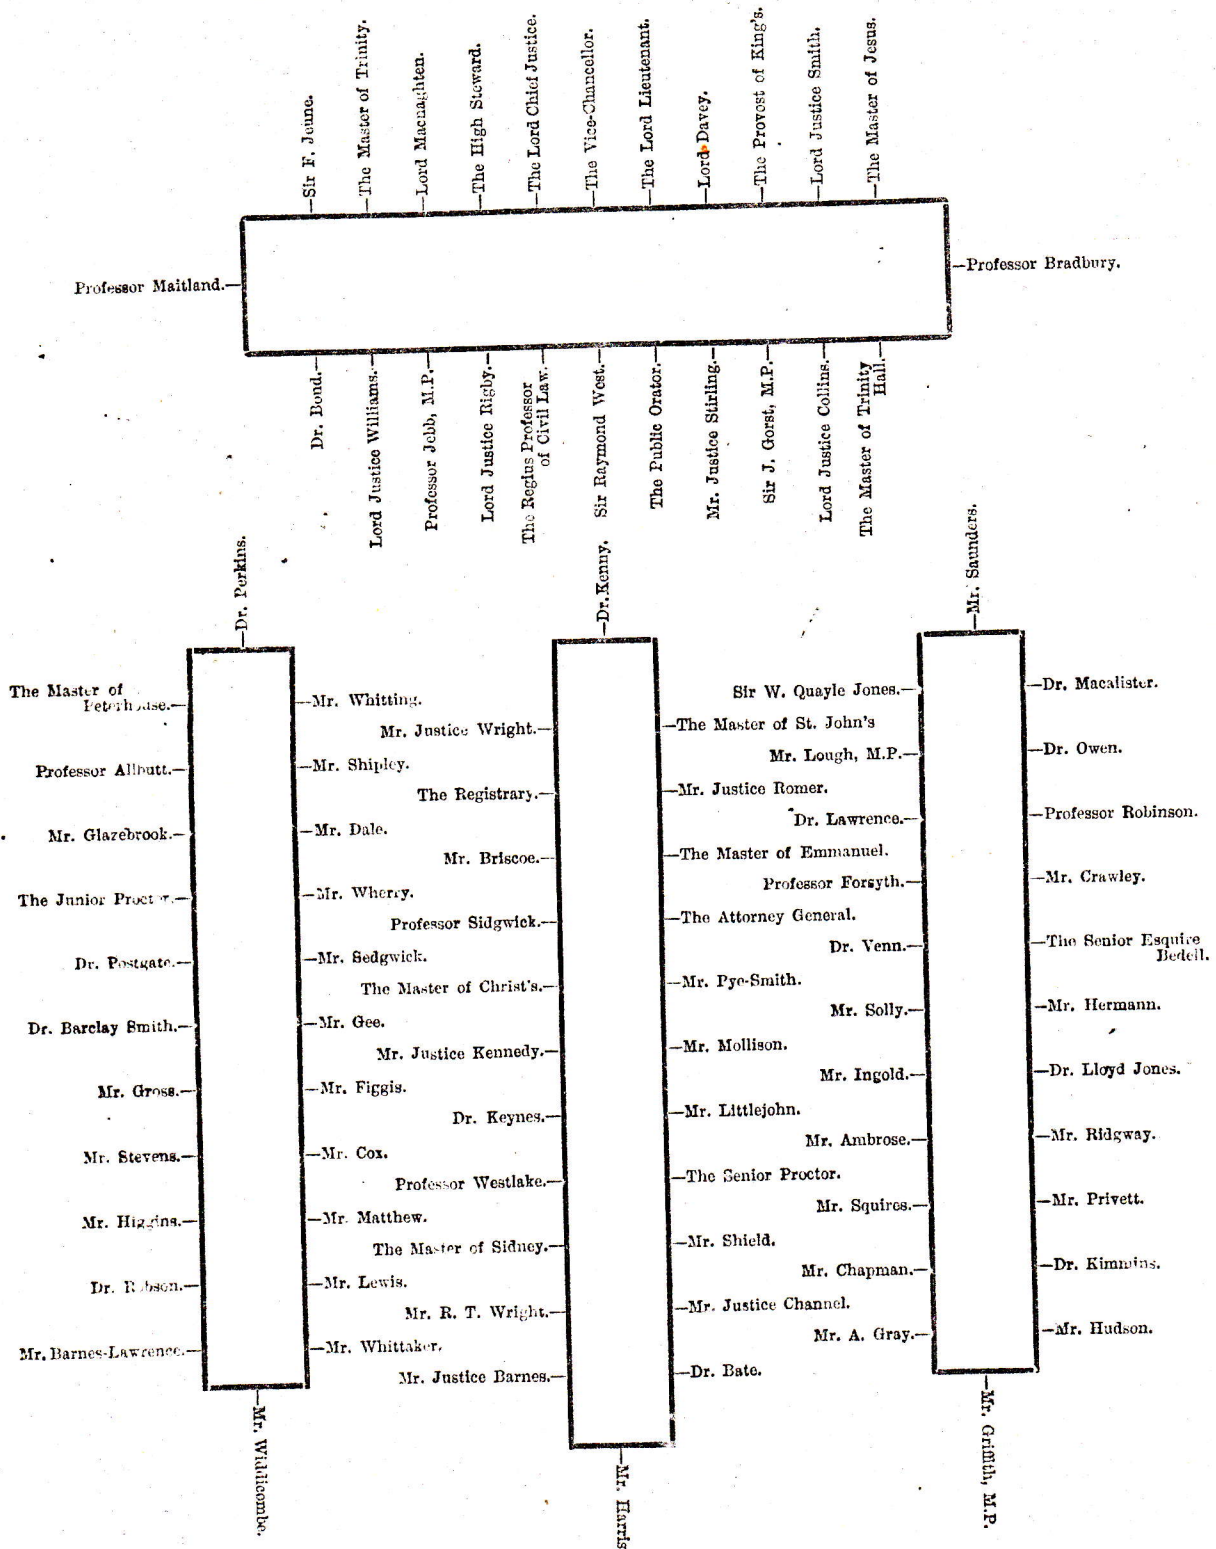 Sir F. Jeune.
The Master of Trinity.
Lord Macnaghten.
The High Steward.
The Lord Chief Justice.
The Vice-Chancellor.
The Lord Lieutenant.
Lord Davey.
The Provost of King's.
Lord Justice Smith.
The Master of Jesus.
Professor Maitland.
Professor Bradbury.
Dr. Bond.
Lord Justice Williams.
Professor Jebb, M.P.
Lord Justice Rigby.
The Regius Professor
of Civil Law.
Sir Raymond West.
The Public Orator.
Mr. Justice Stirling.
Sir J. Gorst, M.P.
Lord Justice Collins.
The Master of Trinity
Hall.
Dr. Perkins.
The Master of
Peterhouse.
Professor Allbutt.
Mr. Glazebrook.
The Junior Proctor.
Dr. Postgate.
Dr. Barclay Smith.
Mr. Gross.
Mr. Stevens.
Mr. Higgins.
Dr. Robson.
Mr. Barnes-Lawrence.
Mr. Whitting.
Mr. Shipley.
Mr. Dale.
Mr. Wherry.
Mr. Sedgwick.
Mr. Gee.
Mr. Figgis.
Mr. Cox.
Mr. Matthew.
Mr. Lewis.
Mr. Whittaker.
Mr. Widdicombe.
Dr. Kenny.
Mr. Justice Wright.
The Registrary.
Mr. Briscoe.
Professor Sidgwick.
The Master of Christ's.
Mr. Justice Kennedy.
Dr. Keynes.
Professor Westlake.
The Master of Sidney.
Mr. R. T. Wright.
Mr. Justice Barnes.
The Master of St. John's
Mr. Justice Romer.
The Master of Emmanuel.
The Attorney General.
Mr. Pye-Smith.
Mr. Mollison.
Mr. Littlejohn.
The Senior Proctor.
Mr. Shield.
Mr. Justice Channel.
Dr. Bate.
Mr. Harris
Mr. Saunders.
Sir W. Quayle Jones.
Mr. Lough, M.P.
Dr. Lawrence.
Professor Forsyth.
Dr. Venn.
Mr. Solly.
Mr. Ingold.
Mr. Ambrose.
Mr. Squires.
Mr. Chapman.
Mr. A. Gray.
Dr. Macalister.
Dr. Owen.
Professor Robinson.
Mr. Crawley.
The Senior Esquire
Bedell.
Mr. Hermann.
Dr. Lloyd Jones.
Mr. Ridgway.
Mr. Privett.
Dr. Kimmins.
Mr. Hudson.
Mr. Griffith, M.P.